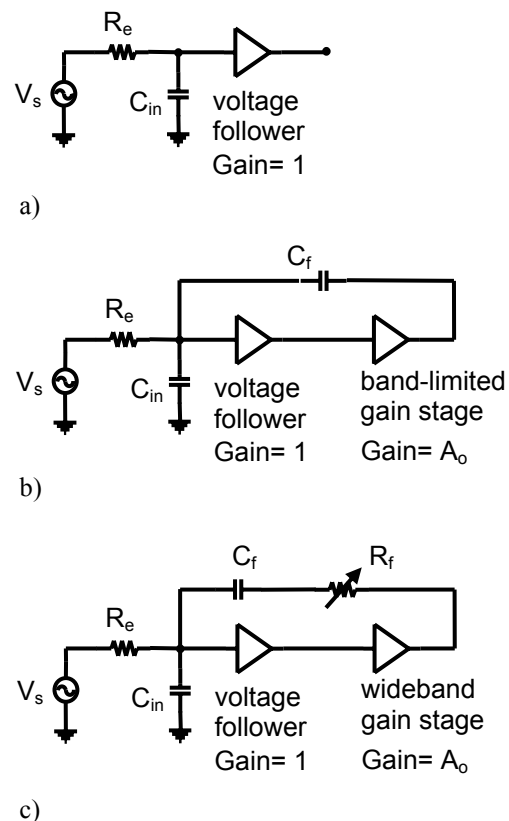 Re
Vs
Cin
voltage
follower
Gain= 1
a)
Cf
Re
Vs
Cin
voltage
follower
Gain= 1
band-limited
gain stage
Gain= Ao
b)
Cf
Rf
Re
Vs
Cin
voltage
follower
Gain= 1
wideband
gain stage
Gain= Ao
c)